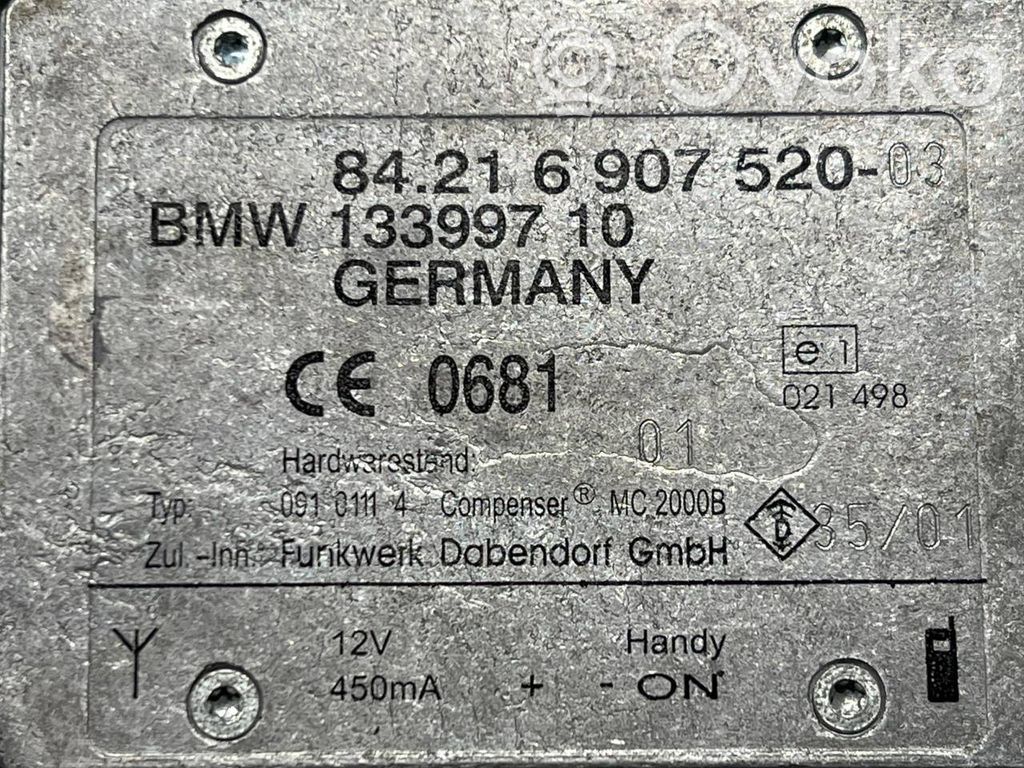 © Ovoko
84.21 6 907 520-03
BMW 133997 10
GERMANY
CE 0681
e 1
021 498
Hardwarestand: 01
Typ: 091 0111 4 Compenser® MC 2000B
Zul.-Inh.: Funkwerk Dabendorf GmbH 35/01
12V Handy
450mA + - ON